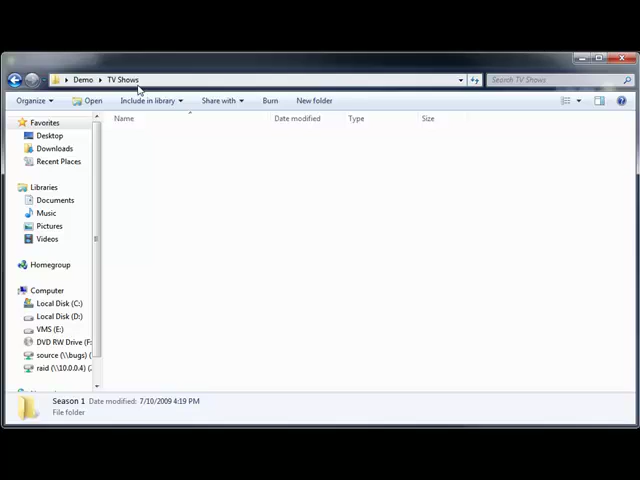 Demo ▸ TV Shows
Search TV Shows
Organize Open Include in library Share with Burn New folder
Name Date modified Type Size
Favorites
Desktop
Downloads
Recent Places
Libraries
Documents
Music
Pictures
Videos
Homegroup
Computer
Local Disk (C:)
Local Disk (D:)
VMS (E:)
DVD RW Drive (F:
source (\\bugs) (
raid (\\10.0.0.4) (
Season 1 Date modified: 7/10/2009 4:19 PM
File folder